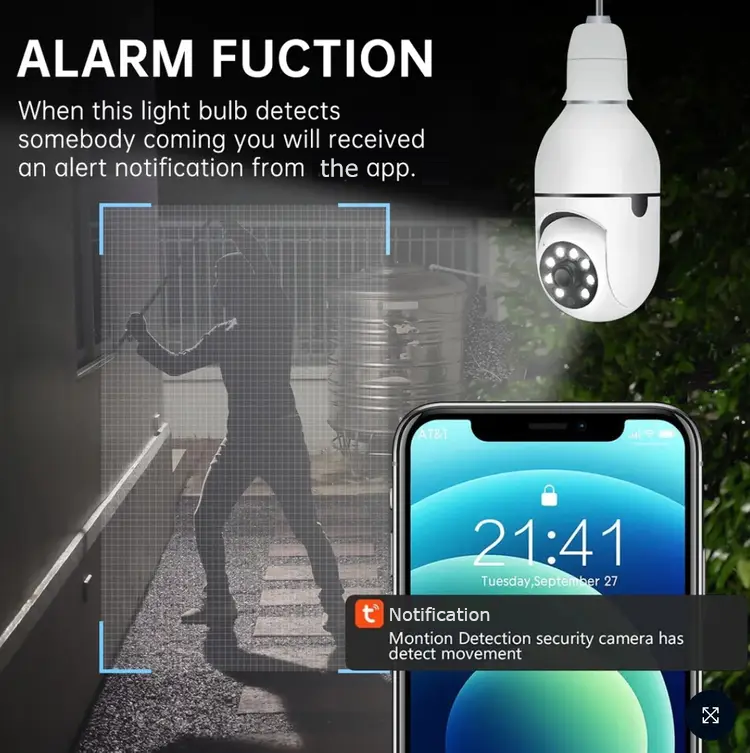 ALARM FUCTION
When this light bulb detects
somebody coming you will received
an alert notification from the app.
AT&T
21:41
Tuesday,September 27
t
Notification
Montion Detection security camera has
detect movement